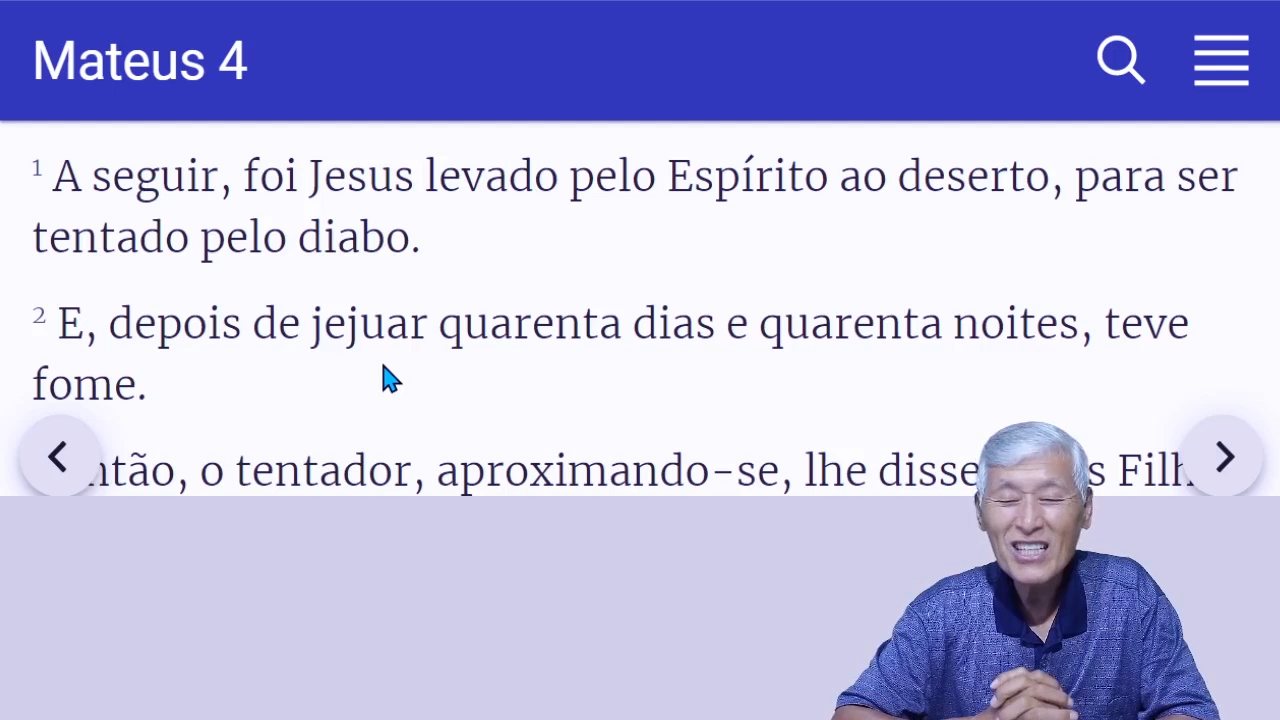 Mateus 4
1 A seguir, foi Jesus levado pelo Espírito ao deserto, para ser
tentado pelo diabo.
2 E, depois de jejuar quarenta dias e quarenta noites, teve
fome.
o tentador, aproximando-se, lhe disse